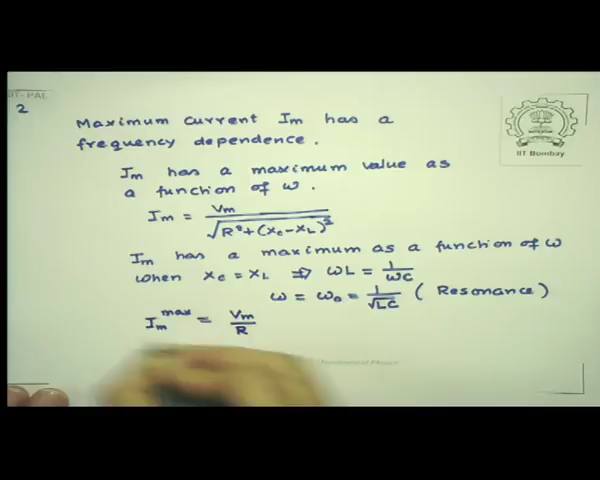 IIT-PAL
2
Maximum current Im has a
frequency dependence.
Im has a maximum value as
a function of ω.
Im = Vm / √(R² + (Xc - XL)²)
Im has a maximum as a function of ω
when Xc = XL ⇒ ωL = 1/ωC
ω = ω₀ = 1/√LC ( Resonance )
Im^max = Vm/R
IIT Bombay